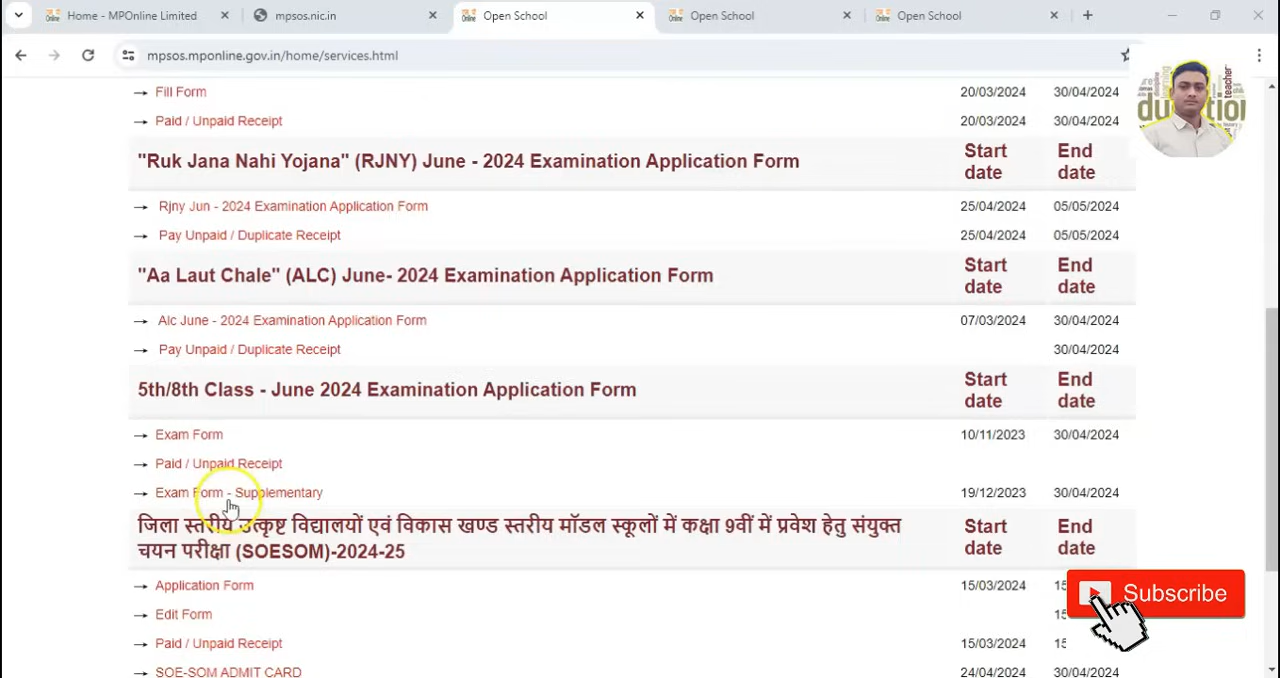 Home - MPOnline Limited
mpsos.nic.in
Open School
Open School
Open School
mpsos.mponline.gov.in/home/services.html
→ Fill Form 20/03/2024 30/04/2024
→ Paid / Unpaid Receipt 20/03/2024 30/04/2024
"Ruk Jana Nahi Yojana" (RJNY) June - 2024 Examination Application Form Start date End date
→ Rjny Jun - 2024 Examination Application Form 25/04/2024 05/05/2024
→ Pay Unpaid / Duplicate Receipt 25/04/2024 05/05/2024
"Aa Laut Chale" (ALC) June- 2024 Examination Application Form Start date End date
→ Alc June - 2024 Examination Application Form 07/03/2024 30/04/2024
→ Pay Unpaid / Duplicate Receipt 30/04/2024
5th/8th Class - June 2024 Examination Application Form Start date End date
→ Exam Form 10/11/2023 30/04/2024
→ Paid / Unpaid Receipt
→ Exam Form - Supplementary 19/12/2023 30/04/2024
जिला स्तरीय उत्कृष्ट विद्यालयों एवं विकास खण्ड स्तरीय मॉडल स्कूलों में कक्षा 9वीं में प्रवेश हेतु संयुक्त Start date End date
चयन परीक्षा (SOESOM)-2024-25
→ Application Form 15/03/2024 15
→ Edit Form 15
→ Paid / Unpaid Receipt 15/03/2024 15
→ SOE-SOM ADMIT CARD 24/04/2024 30/04/2024
Subscribe
teacher